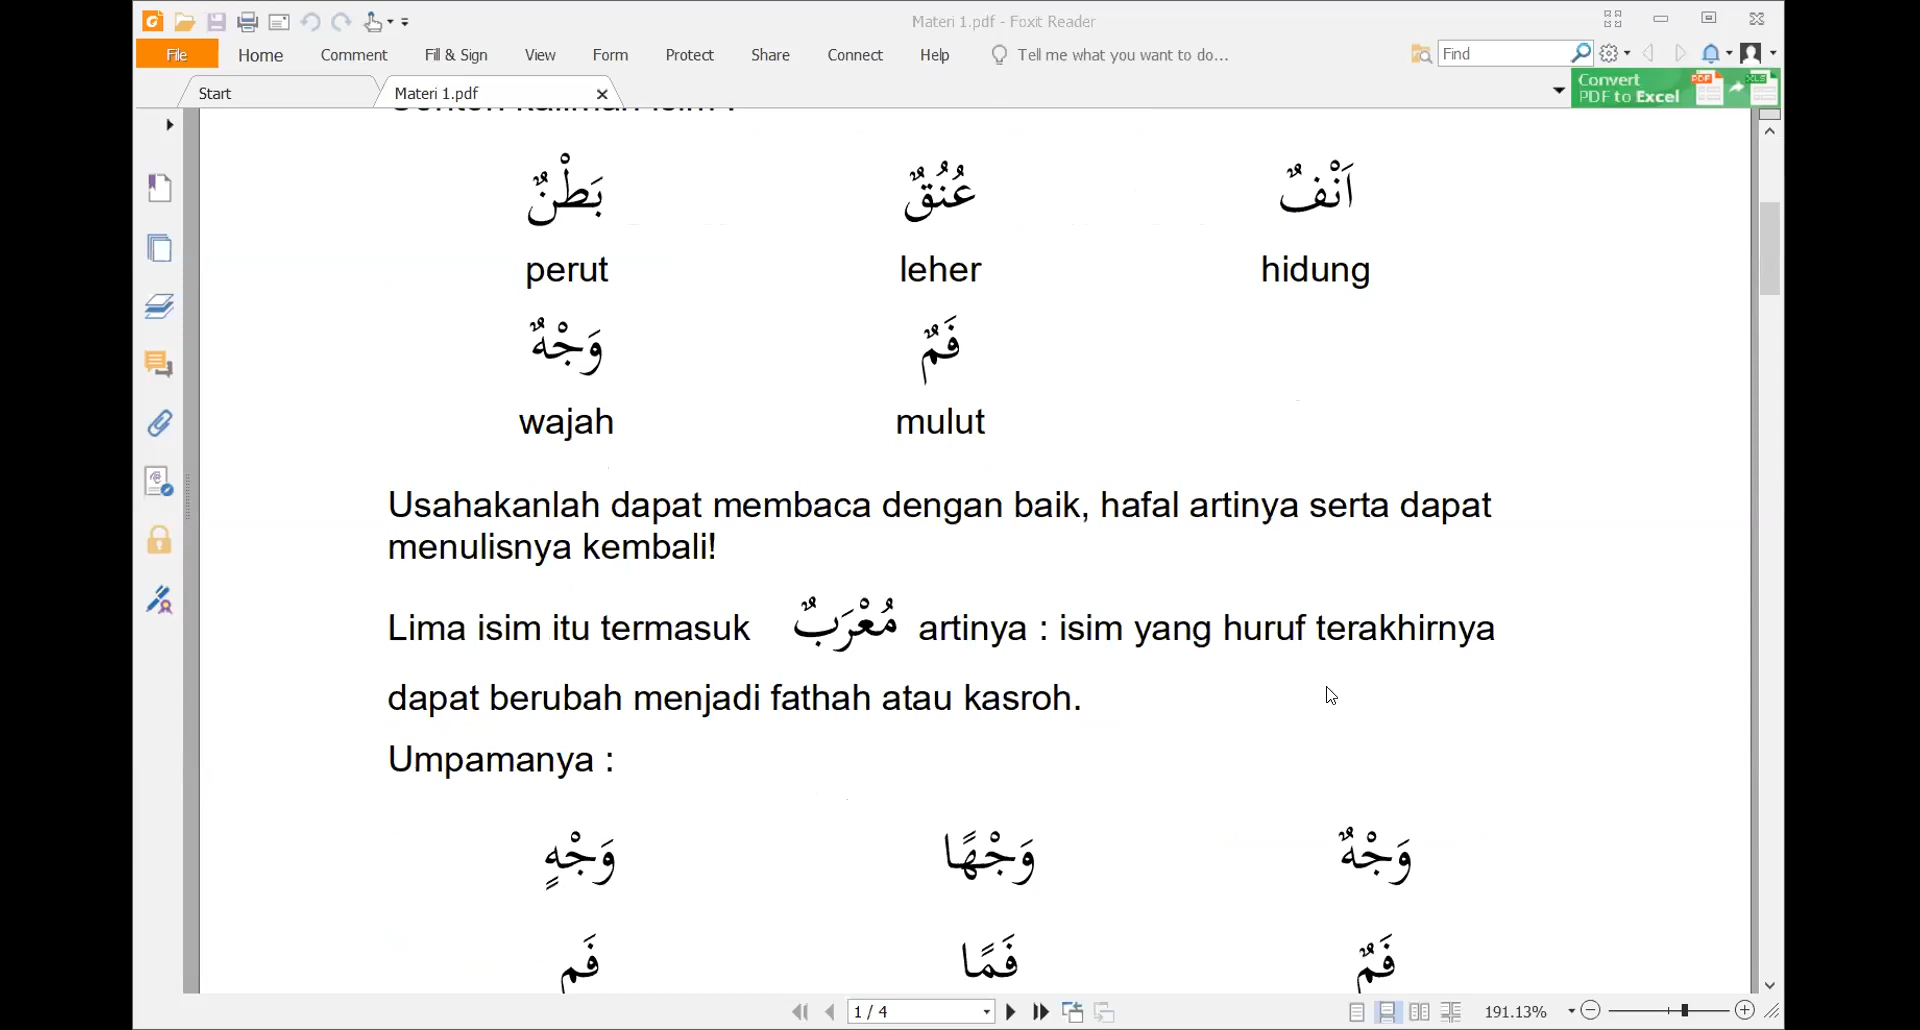 Materi 1.pdf - Foxit Reader
File Home Comment Fill & Sign View Form Protect Share Connect Help Tell me what you want to do... Find
Start Materi 1.pdf
Convert
PDF to Excel
اَنْفٌ عُنُقٌ بَطْنٌ
perut leher hidung
فَمٌ وَجْهٌ
wajah mulut
Usahakanlah dapat membaca dengan baik, hafal artinya serta dapat
menulisnya kembali!
Lima isim itu termasuk مُعْرَبٌ artinya : isim yang huruf terakhirnya
dapat berubah menjadi fathah atau kasroh.
Umpamanya :
وَجْهٌ وَجْهًا وَجْهٍ
فَمٌ فَمًا فَم
1 / 4 191.13%